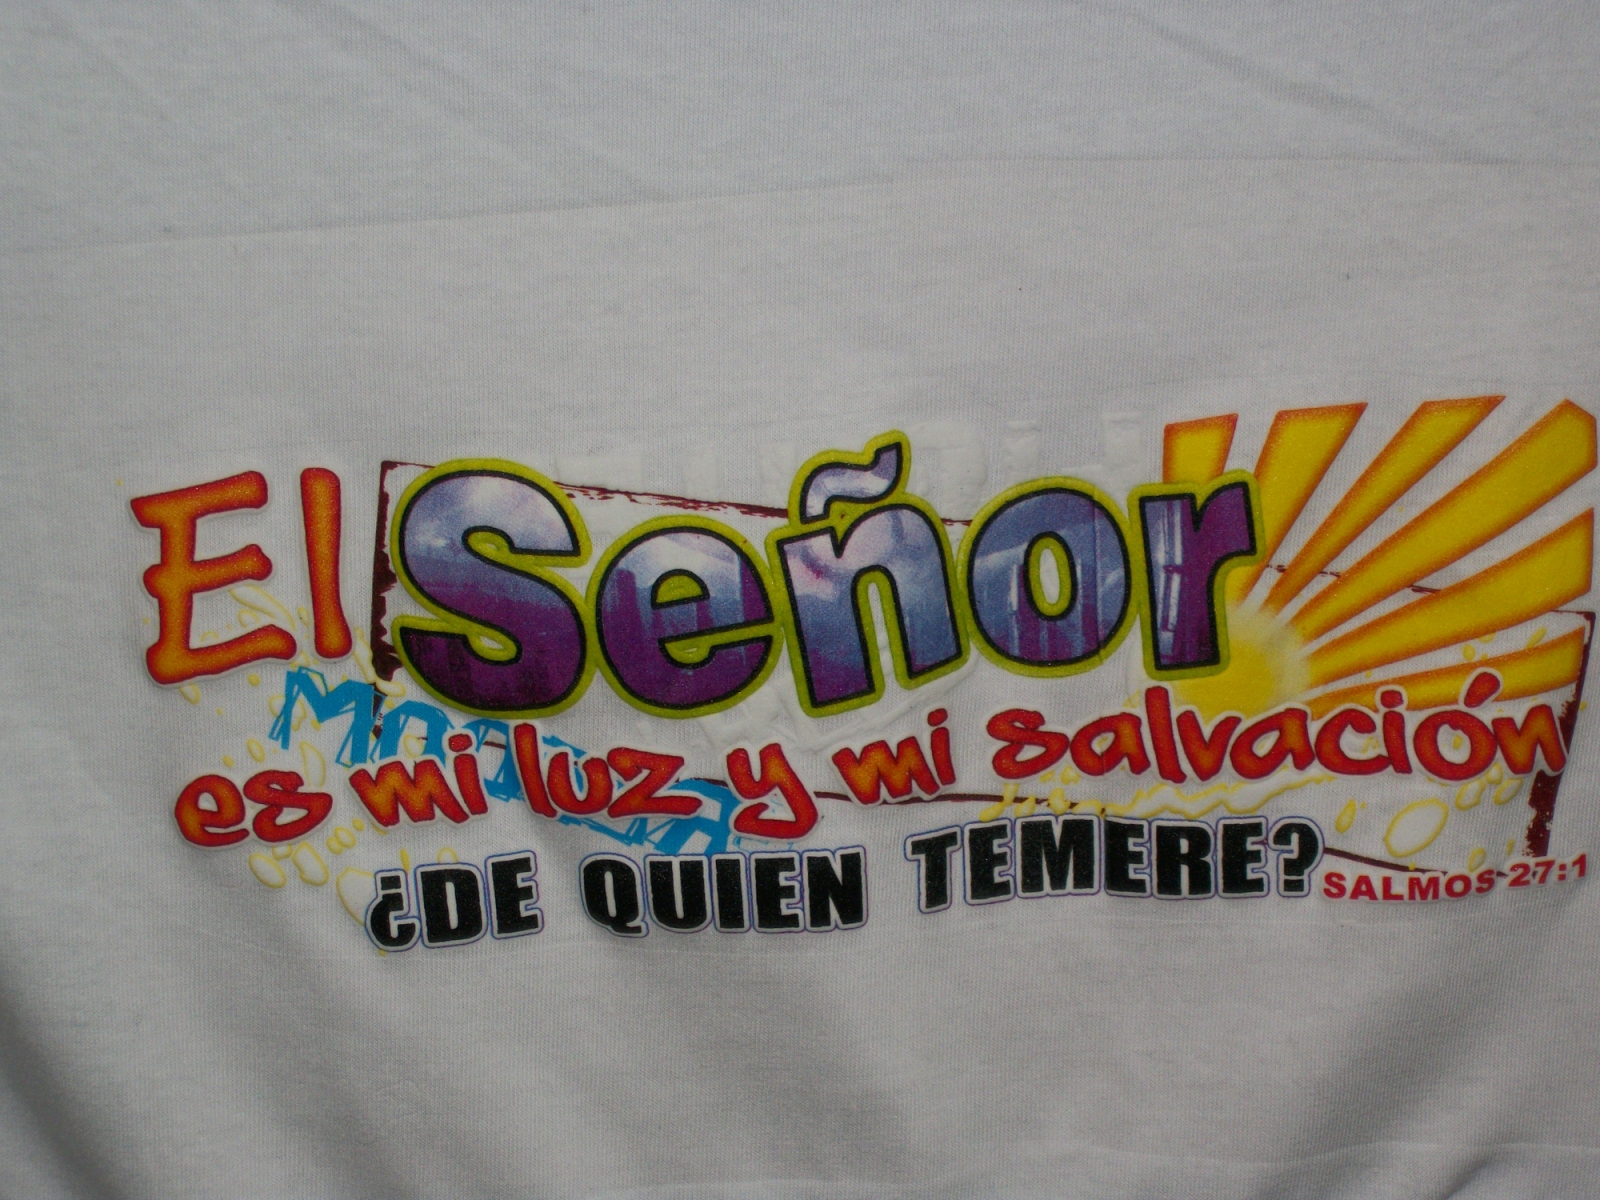 El Señor
es mi luz y mi salvación
¿DE QUIEN TEMERE?
SALMOS 27:1